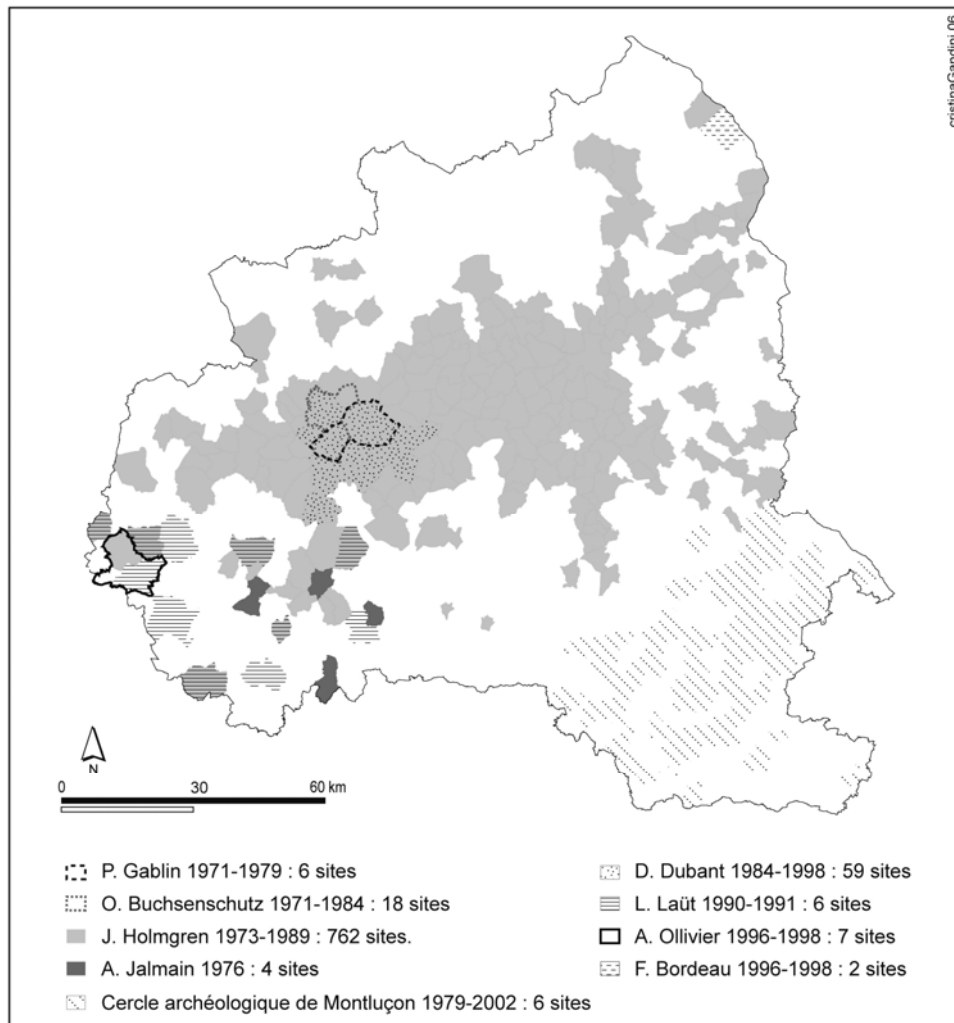 cristinaGandini 06
N
0 30 60 km
P. Gablin 1971-1979 : 6 sites
O. Buchsenschutz 1971-1984 : 18 sites
J. Holmgren 1973-1989 : 762 sites.
A. Jalmain 1976 : 4 sites
Cercle archéologique de Montluçon 1979-2002 : 6 sites
D. Dubant 1984-1998 : 59 sites
L. Laüt 1990-1991 : 6 sites
A. Ollivier 1996-1998 : 7 sites
F. Bordeau 1996-1998 : 2 sites